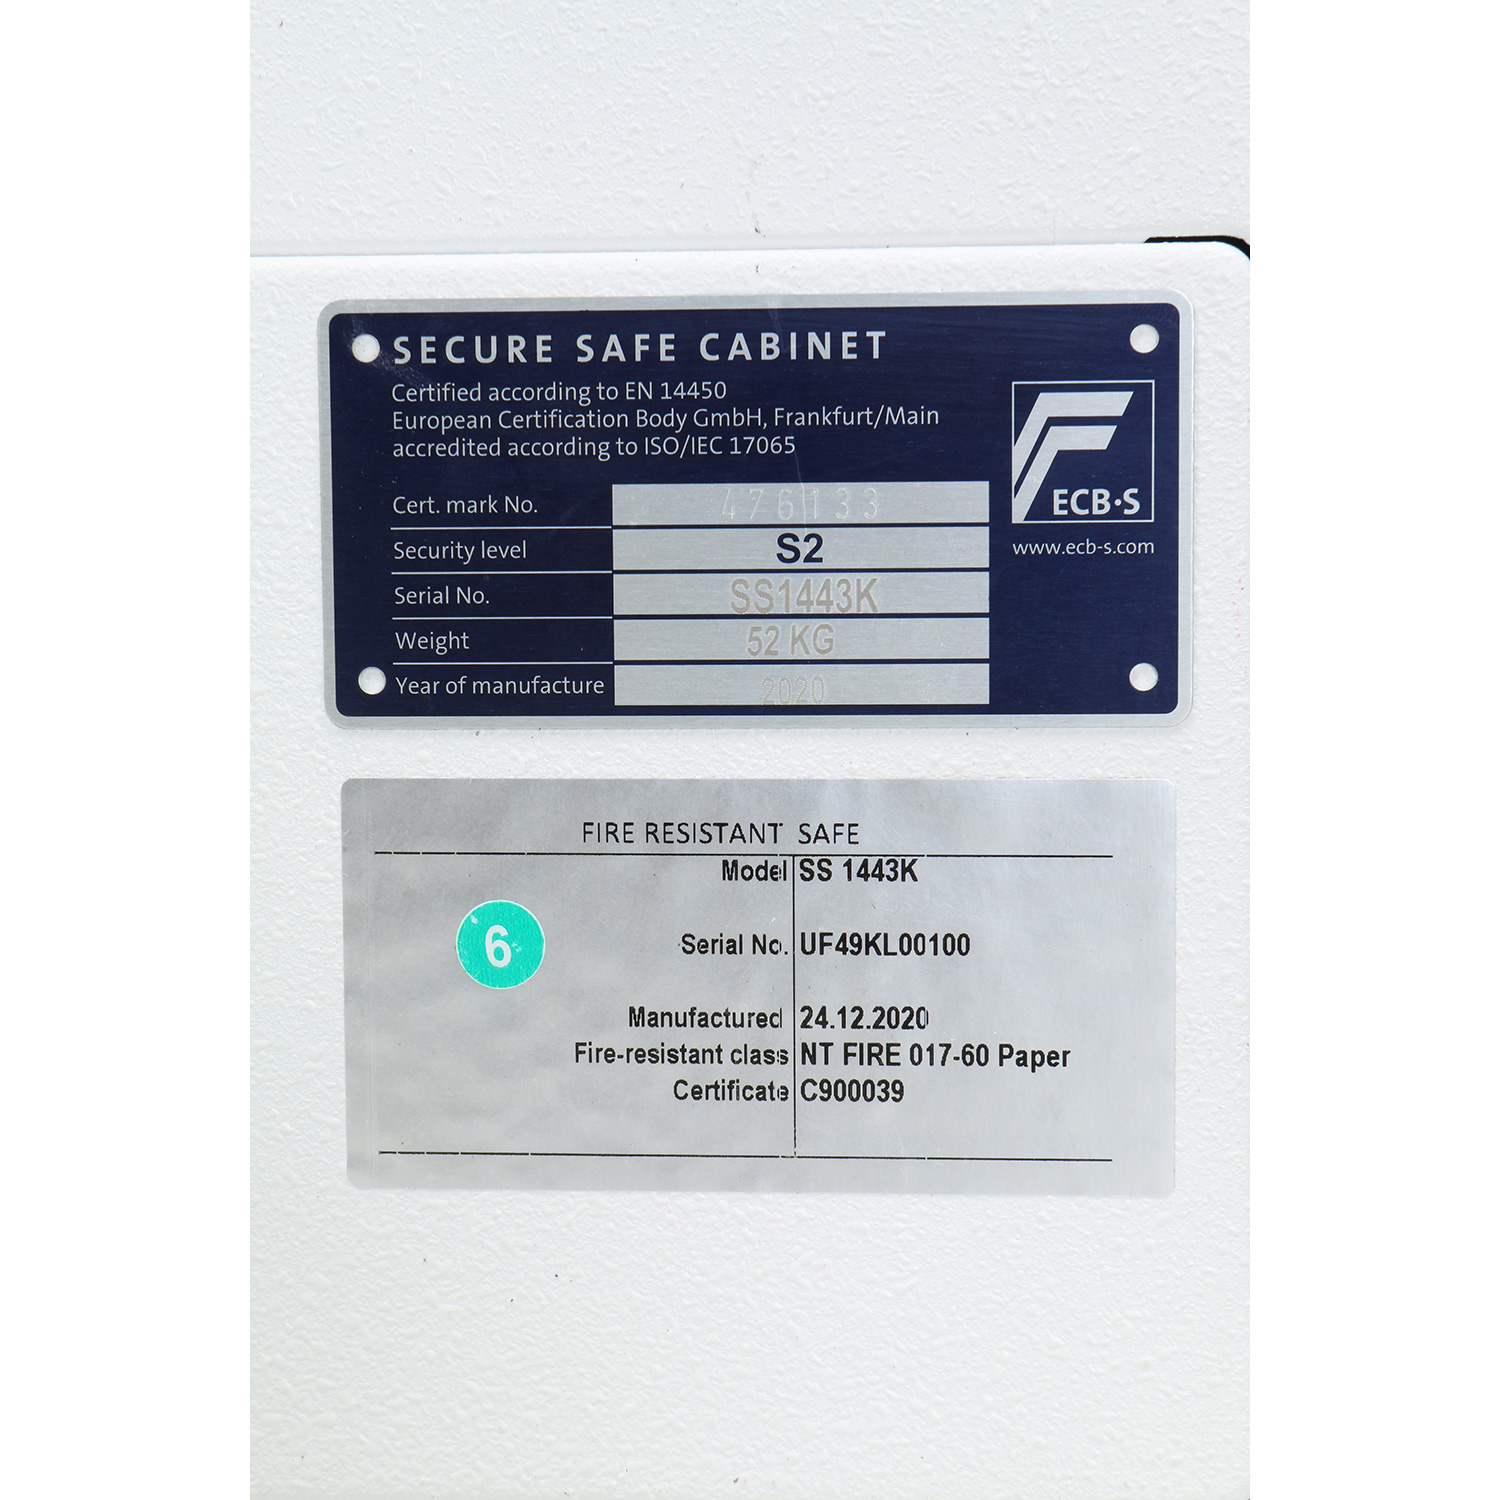 SECURE SAFE CABINET
Certified according to EN 14450
European Certification Body GmbH, Frankfurt/Main
accredited according to ISO/IEC 17065
Cert. mark No. 476133
Security level S2
Serial No. SS1443K
Weight 52 KG
Year of manufacture 2020
ECB·S
www.ecb-s.com
FIRE RESISTANT SAFE
Model SS 1443K
6
Serial No. UF49KL00100
Manufactured 24.12.2020
Fire-resistant class NT FIRE 017-60 Paper
Certificate C900039